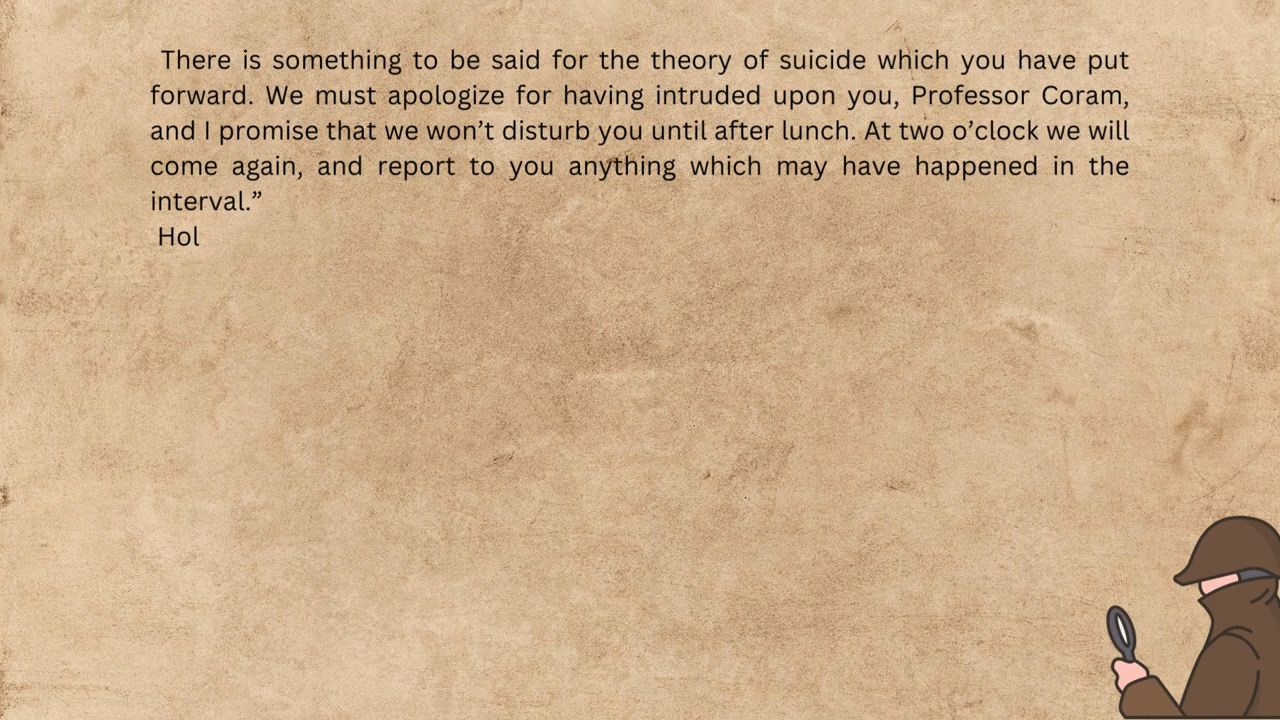 There is something to be said for the theory of suicide which you have put
forward. We must apologize for having intruded upon you, Professor Coram,
and I promise that we won’t disturb you until after lunch. At two o’clock we will
come again, and report to you anything which may have happened in the
interval.”
Hol